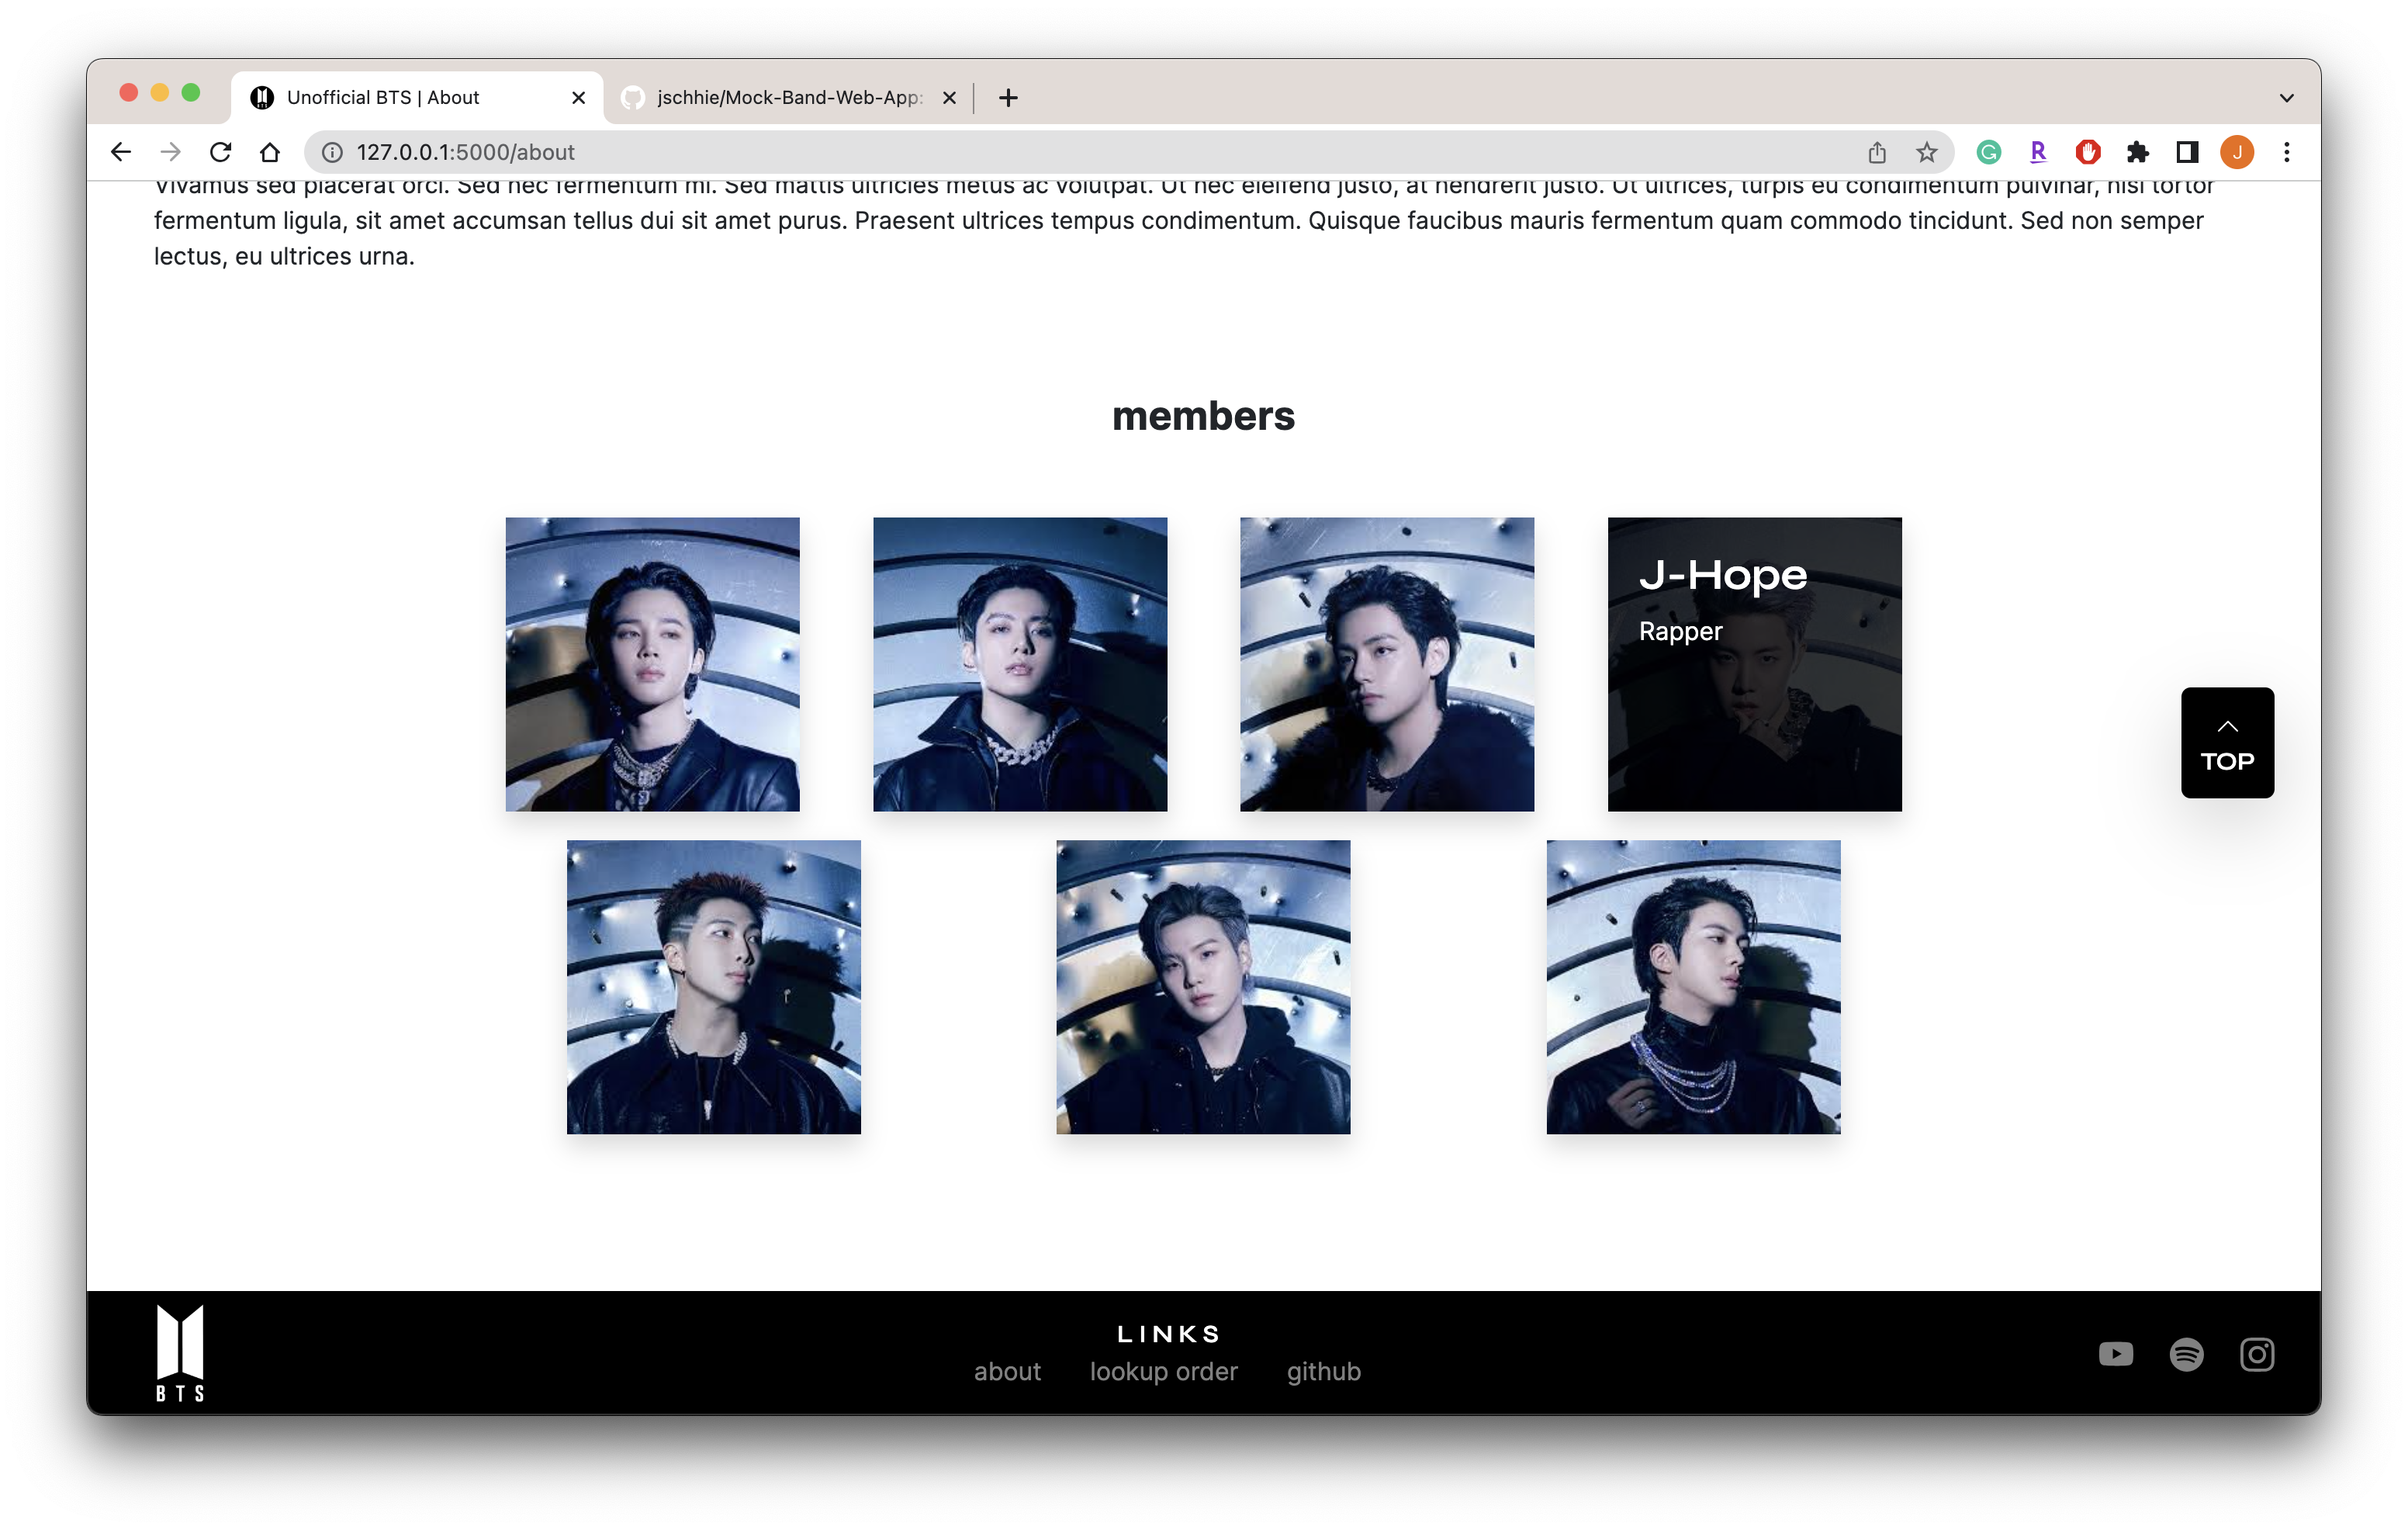 Unofficial BTS | About
jschhie/Mock-Band-Web-App:
127.0.0.1:5000/about
R
J
Vivamus sed placerat orci. Sed nec fermentum mi. Sed mattis ultricies metus ac volutpat. Ut nec eleifend justo, at hendrerit justo. Ut ultrices, turpis eu condimentum pulvinar, nisi tortor
fermentum ligula, sit amet accumsan tellus dui sit amet purus. Praesent ultrices tempus condimentum. Quisque faucibus mauris fermentum quam commodo tincidunt. Sed non semper
lectus, eu ultrices urna.
members
J-Hope
Rapper
TOP
LINKS
about lookup order github
BTS